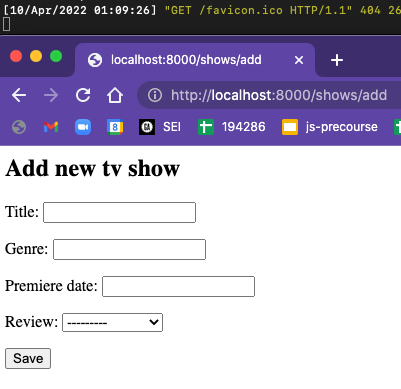 [10/Apr/2022 01:09:26] "GET /favicon.ico HTTP/1.1" 404 26
localhost:8000/shows/add
http://localhost:8000/shows/add
8 SEI 194286 js-precourse
Add new tv show
Title:
Genre:
Premiere date:
Review: ---------
Save